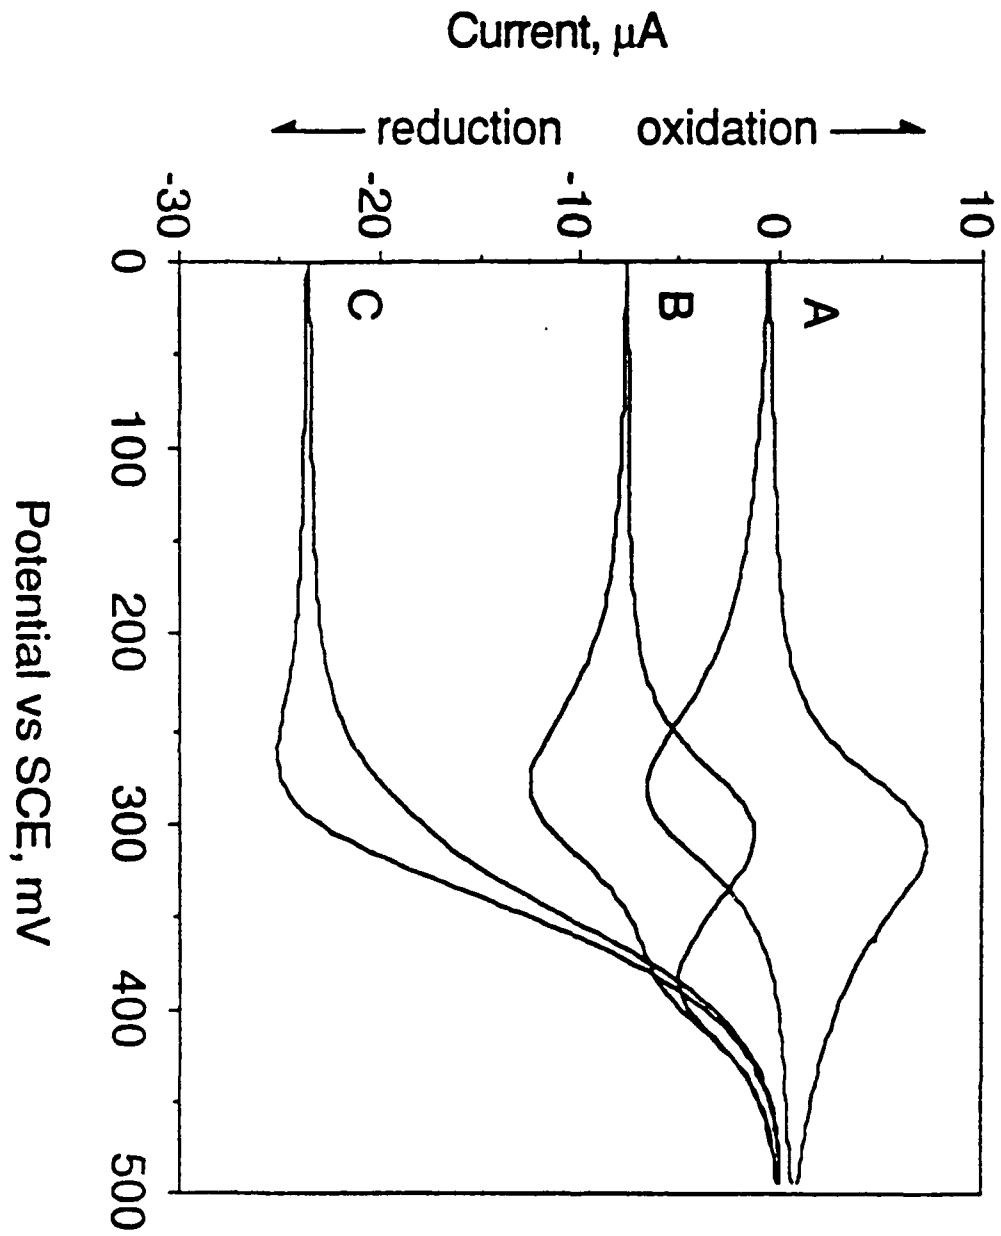 Current, μA
reduction oxidation
-30 -20 -10 0 10
0
100
200
300
400
500
A
B
C
Potential vs SCE, mV